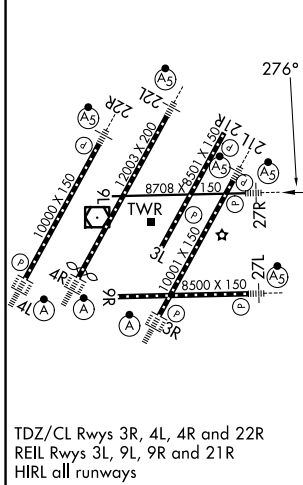 276°
A5
22R
A5
22L
21R
A5
21L
P
P
10000 X 150
12003 X 200
8501 X 150
A5
9L
8708 X 150
P
27R
TWR
3L
10001 X 150
P
4R
27L
A5
9R
8500 X 150
4L
A
A
P
3R
P
TDZ/CL Rwys 3R, 4L, 4R and 22R
REIL Rwys 3L, 9L, 9R and 21R
HIRL all runways